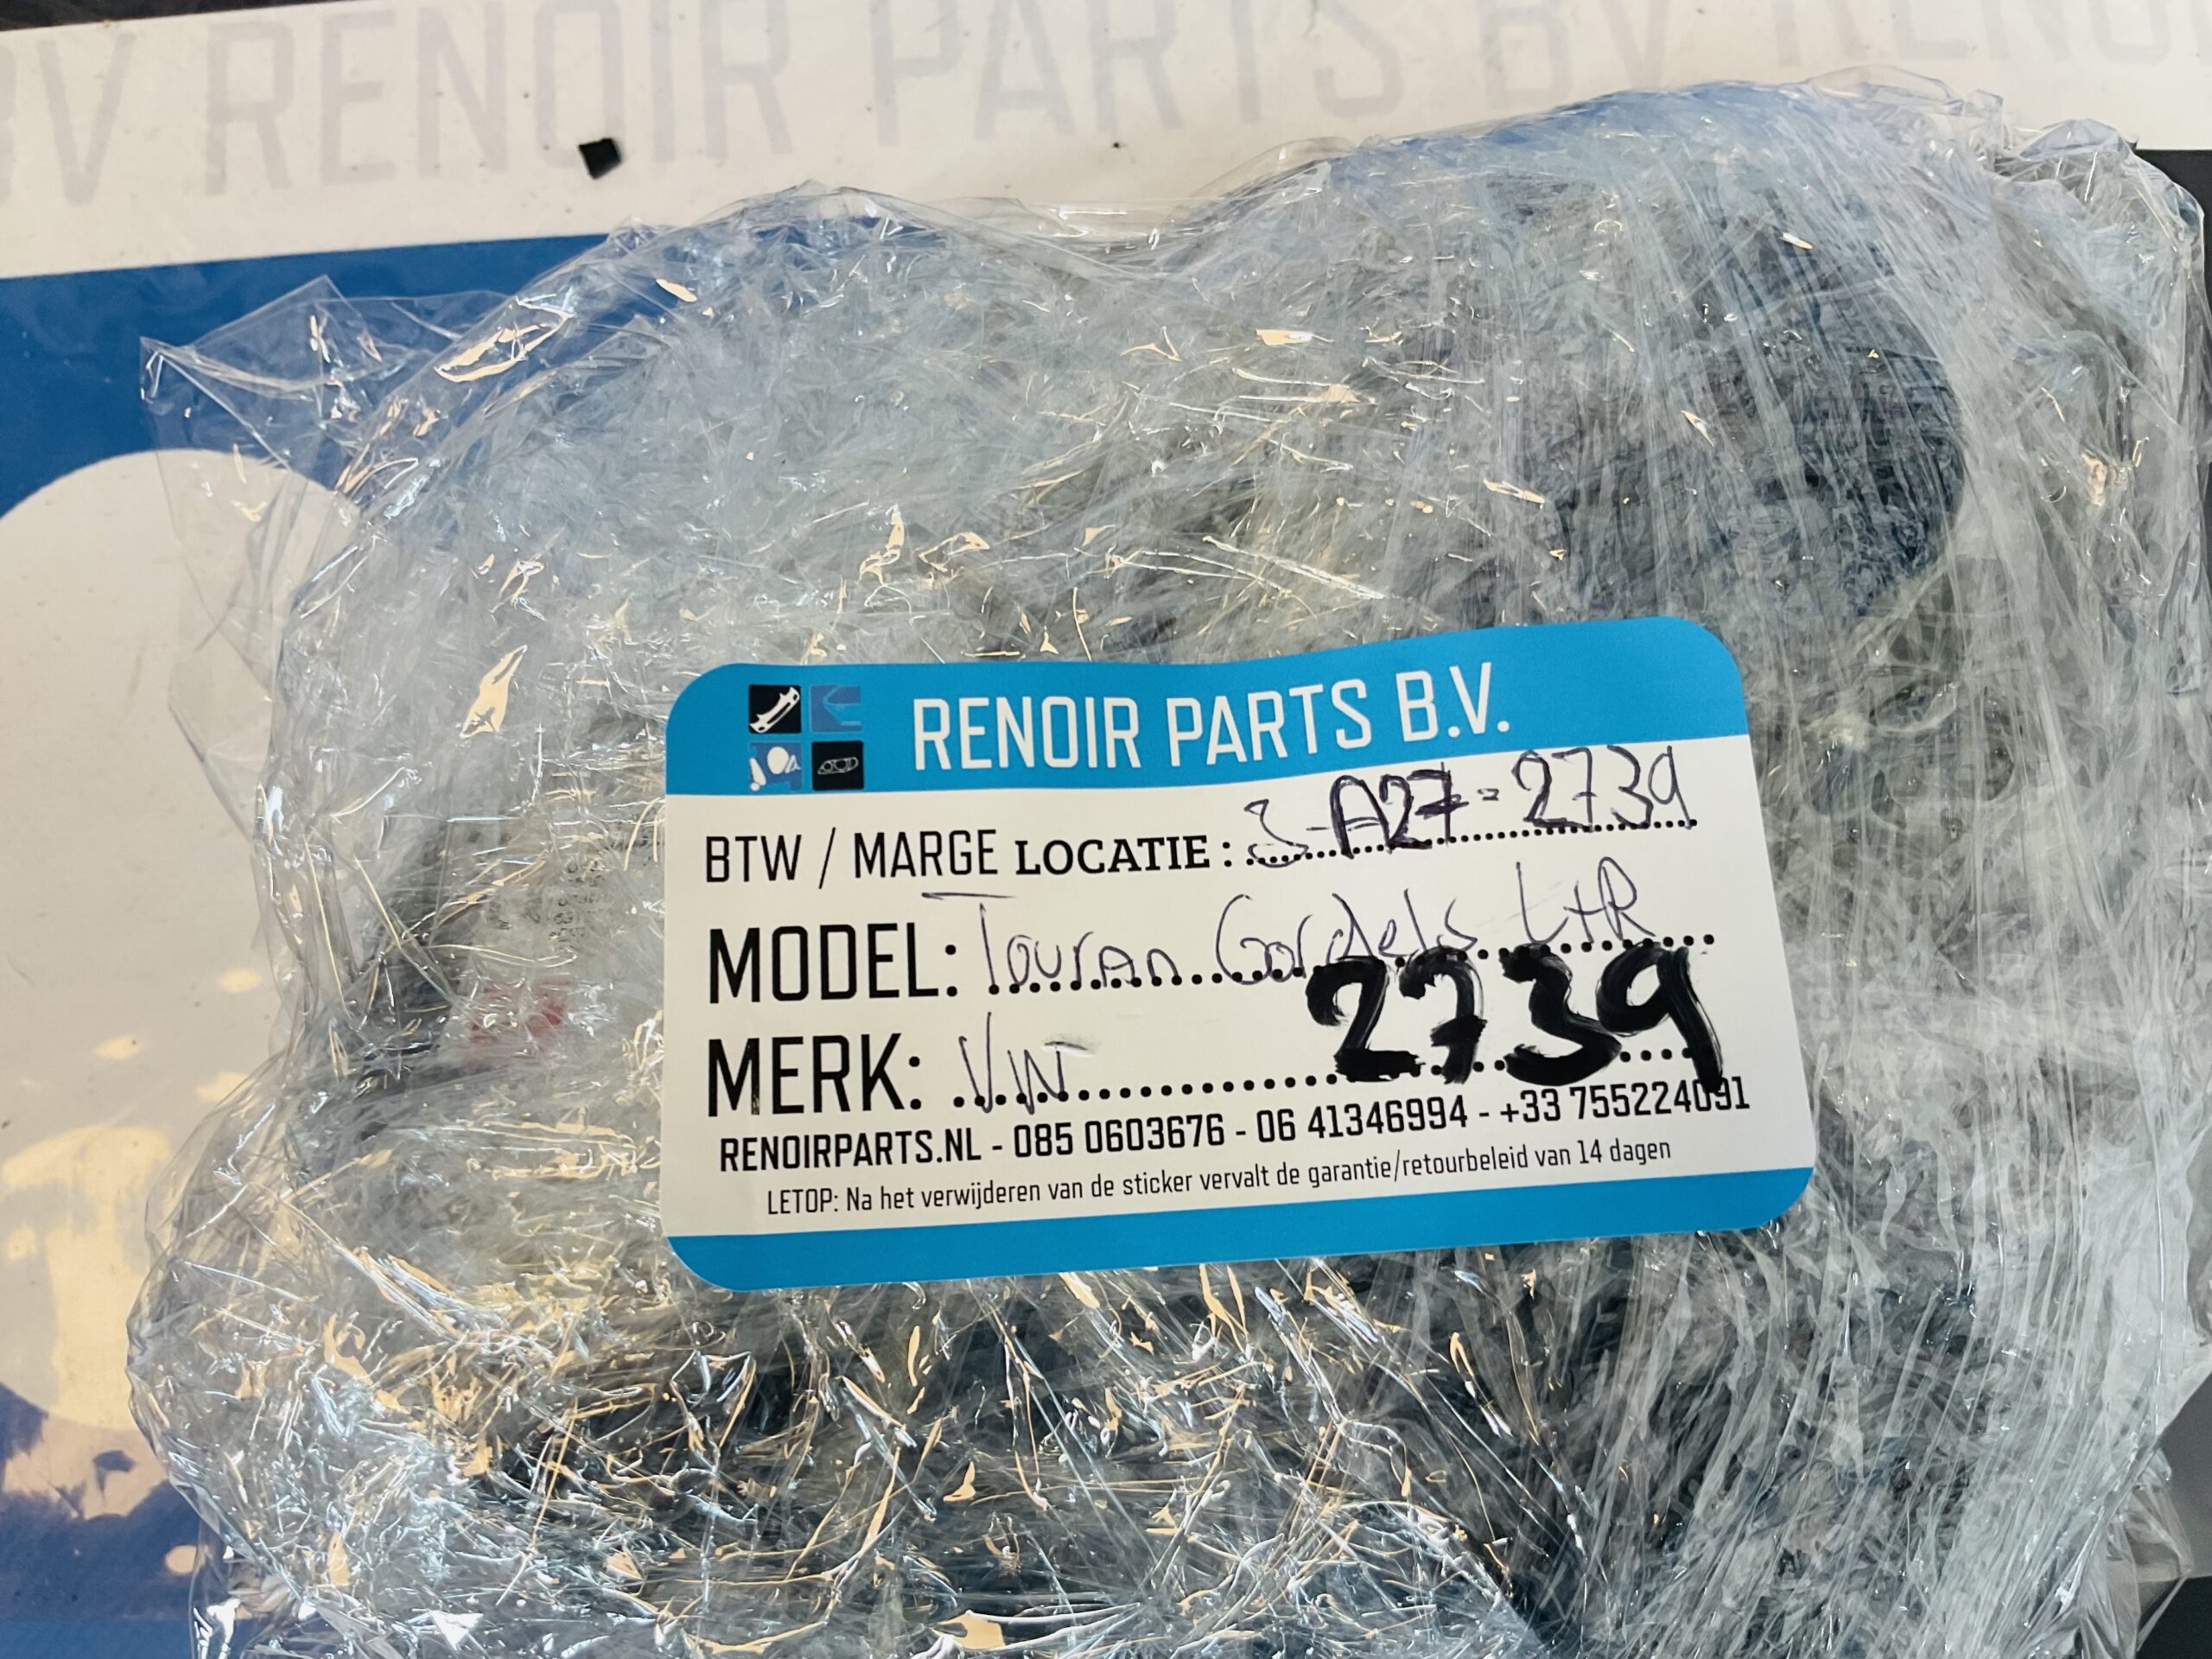 BV RENOIR PARTS BV RENOI
RENOIR PARTS B.V.
BTW / MARGE LOCATIE : 3-A27-2739
MODEL: Touran Gordels L+R
2739
MERK: VW
RENOIRPARTS.NL - 085 0603676 - 06 41346994 - +33 755224091
LETOP: Na het verwijderen van de sticker vervalt de garantie/retourbeleid van 14 dagen